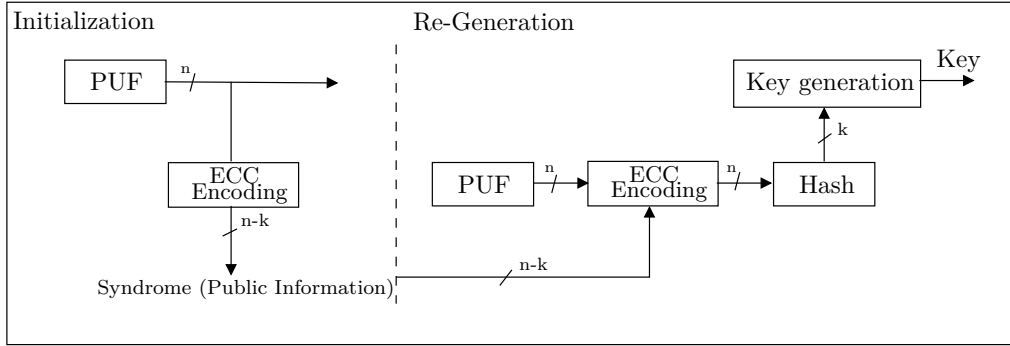 Initialization
Re-Generation
PUF
n
ECC
Encoding
n-k
Syndrome (Public Information)
n-k
PUF
n
ECC
Encoding
n
Hash
k
Key generation
Key